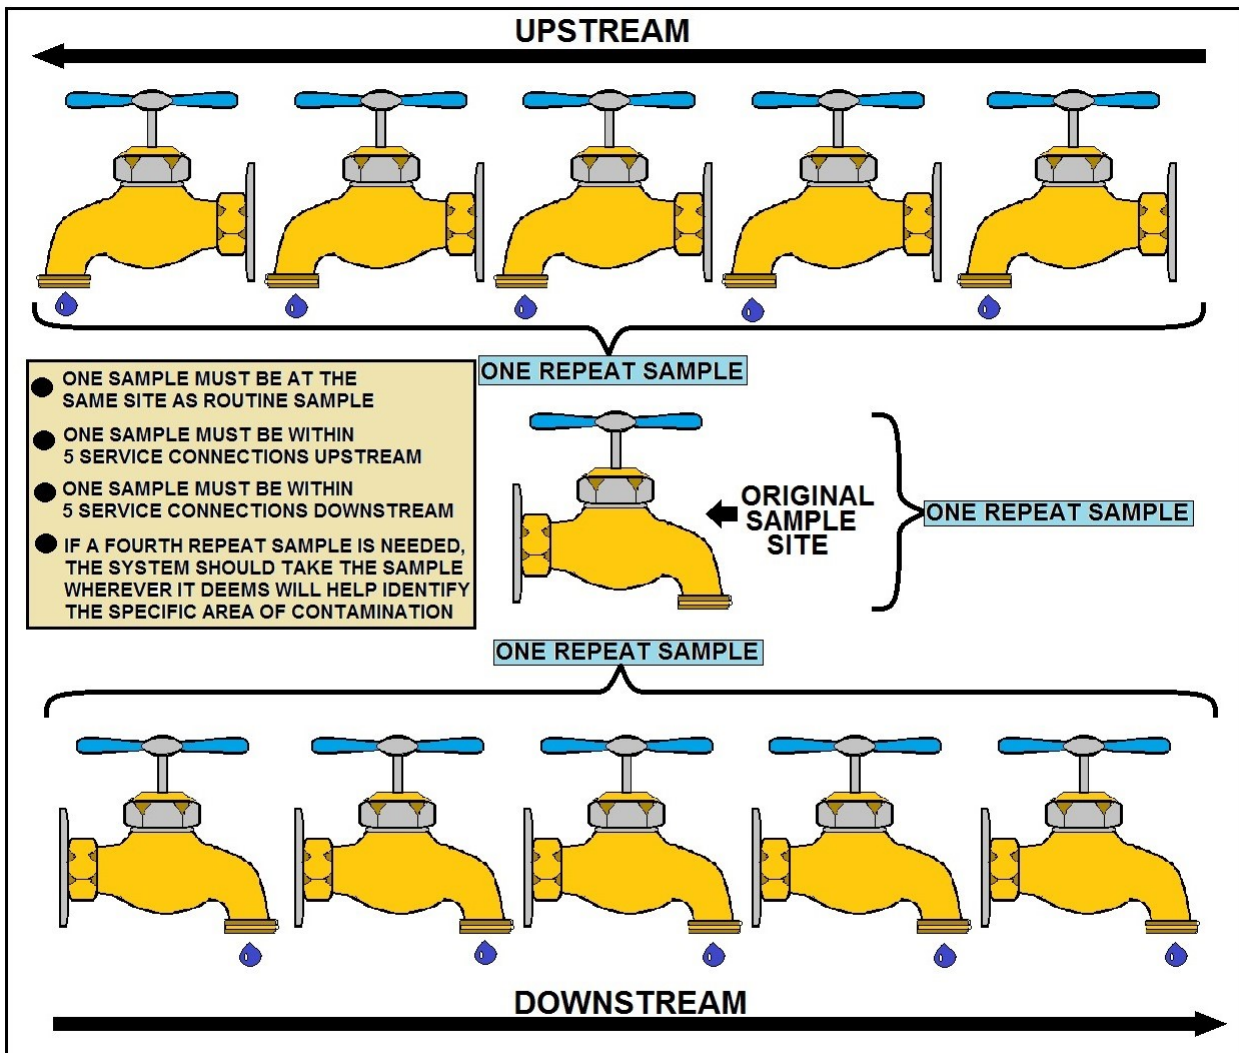 UPSTREAM
ONE REPEAT SAMPLE
ONE SAMPLE MUST BE AT THE
SAME SITE AS ROUTINE SAMPLE
ONE SAMPLE MUST BE WITHIN
5 SERVICE CONNECTIONS UPSTREAM
ONE SAMPLE MUST BE WITHIN
5 SERVICE CONNECTIONS DOWNSTREAM
IF A FOURTH REPEAT SAMPLE IS NEEDED,
THE SYSTEM SHOULD TAKE THE SAMPLE
WHEREVER IT DEEMS WILL HELP IDENTIFY
THE SPECIFIC AREA OF CONTAMINATION
ORIGINAL
SAMPLE
SITE
ONE REPEAT SAMPLE
ONE REPEAT SAMPLE
DOWNSTREAM